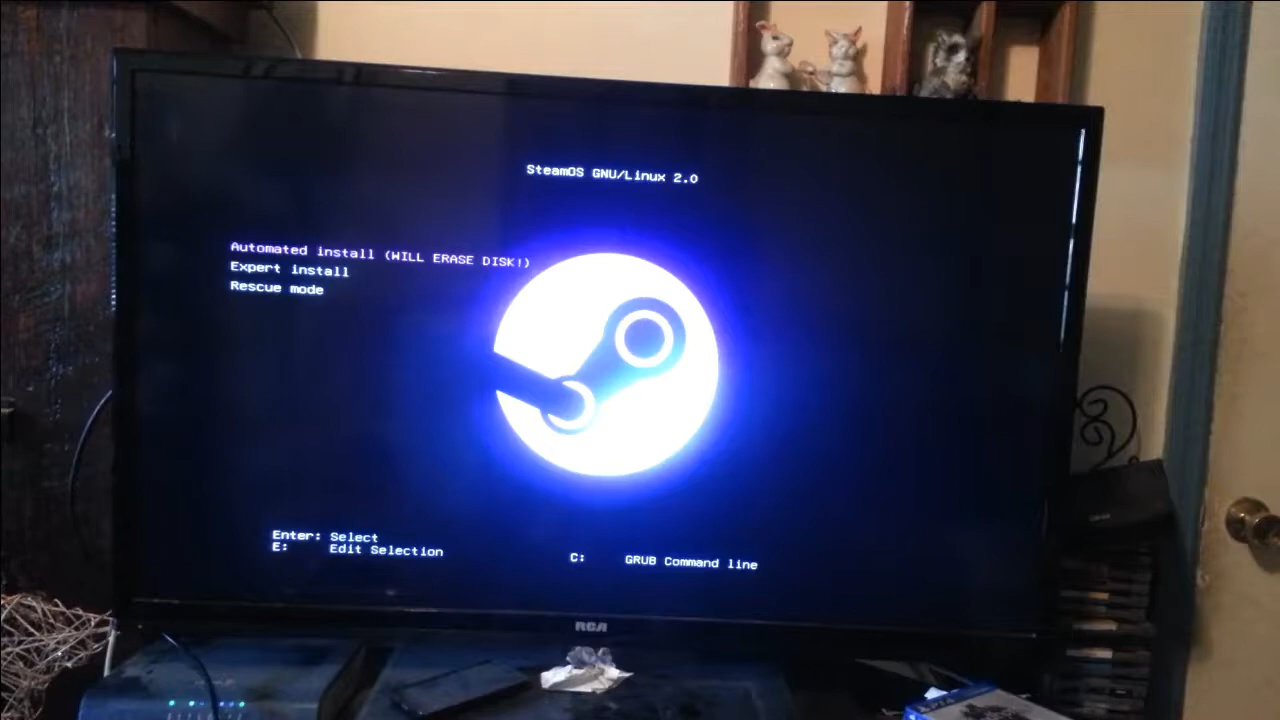 SteamOS GNU/Linux 2.0
Automated install (WILL ERASE DISK!)
Expert install
Rescue mode
Enter: Select
E: Edit Selection
C: GRUB Command line
RCA